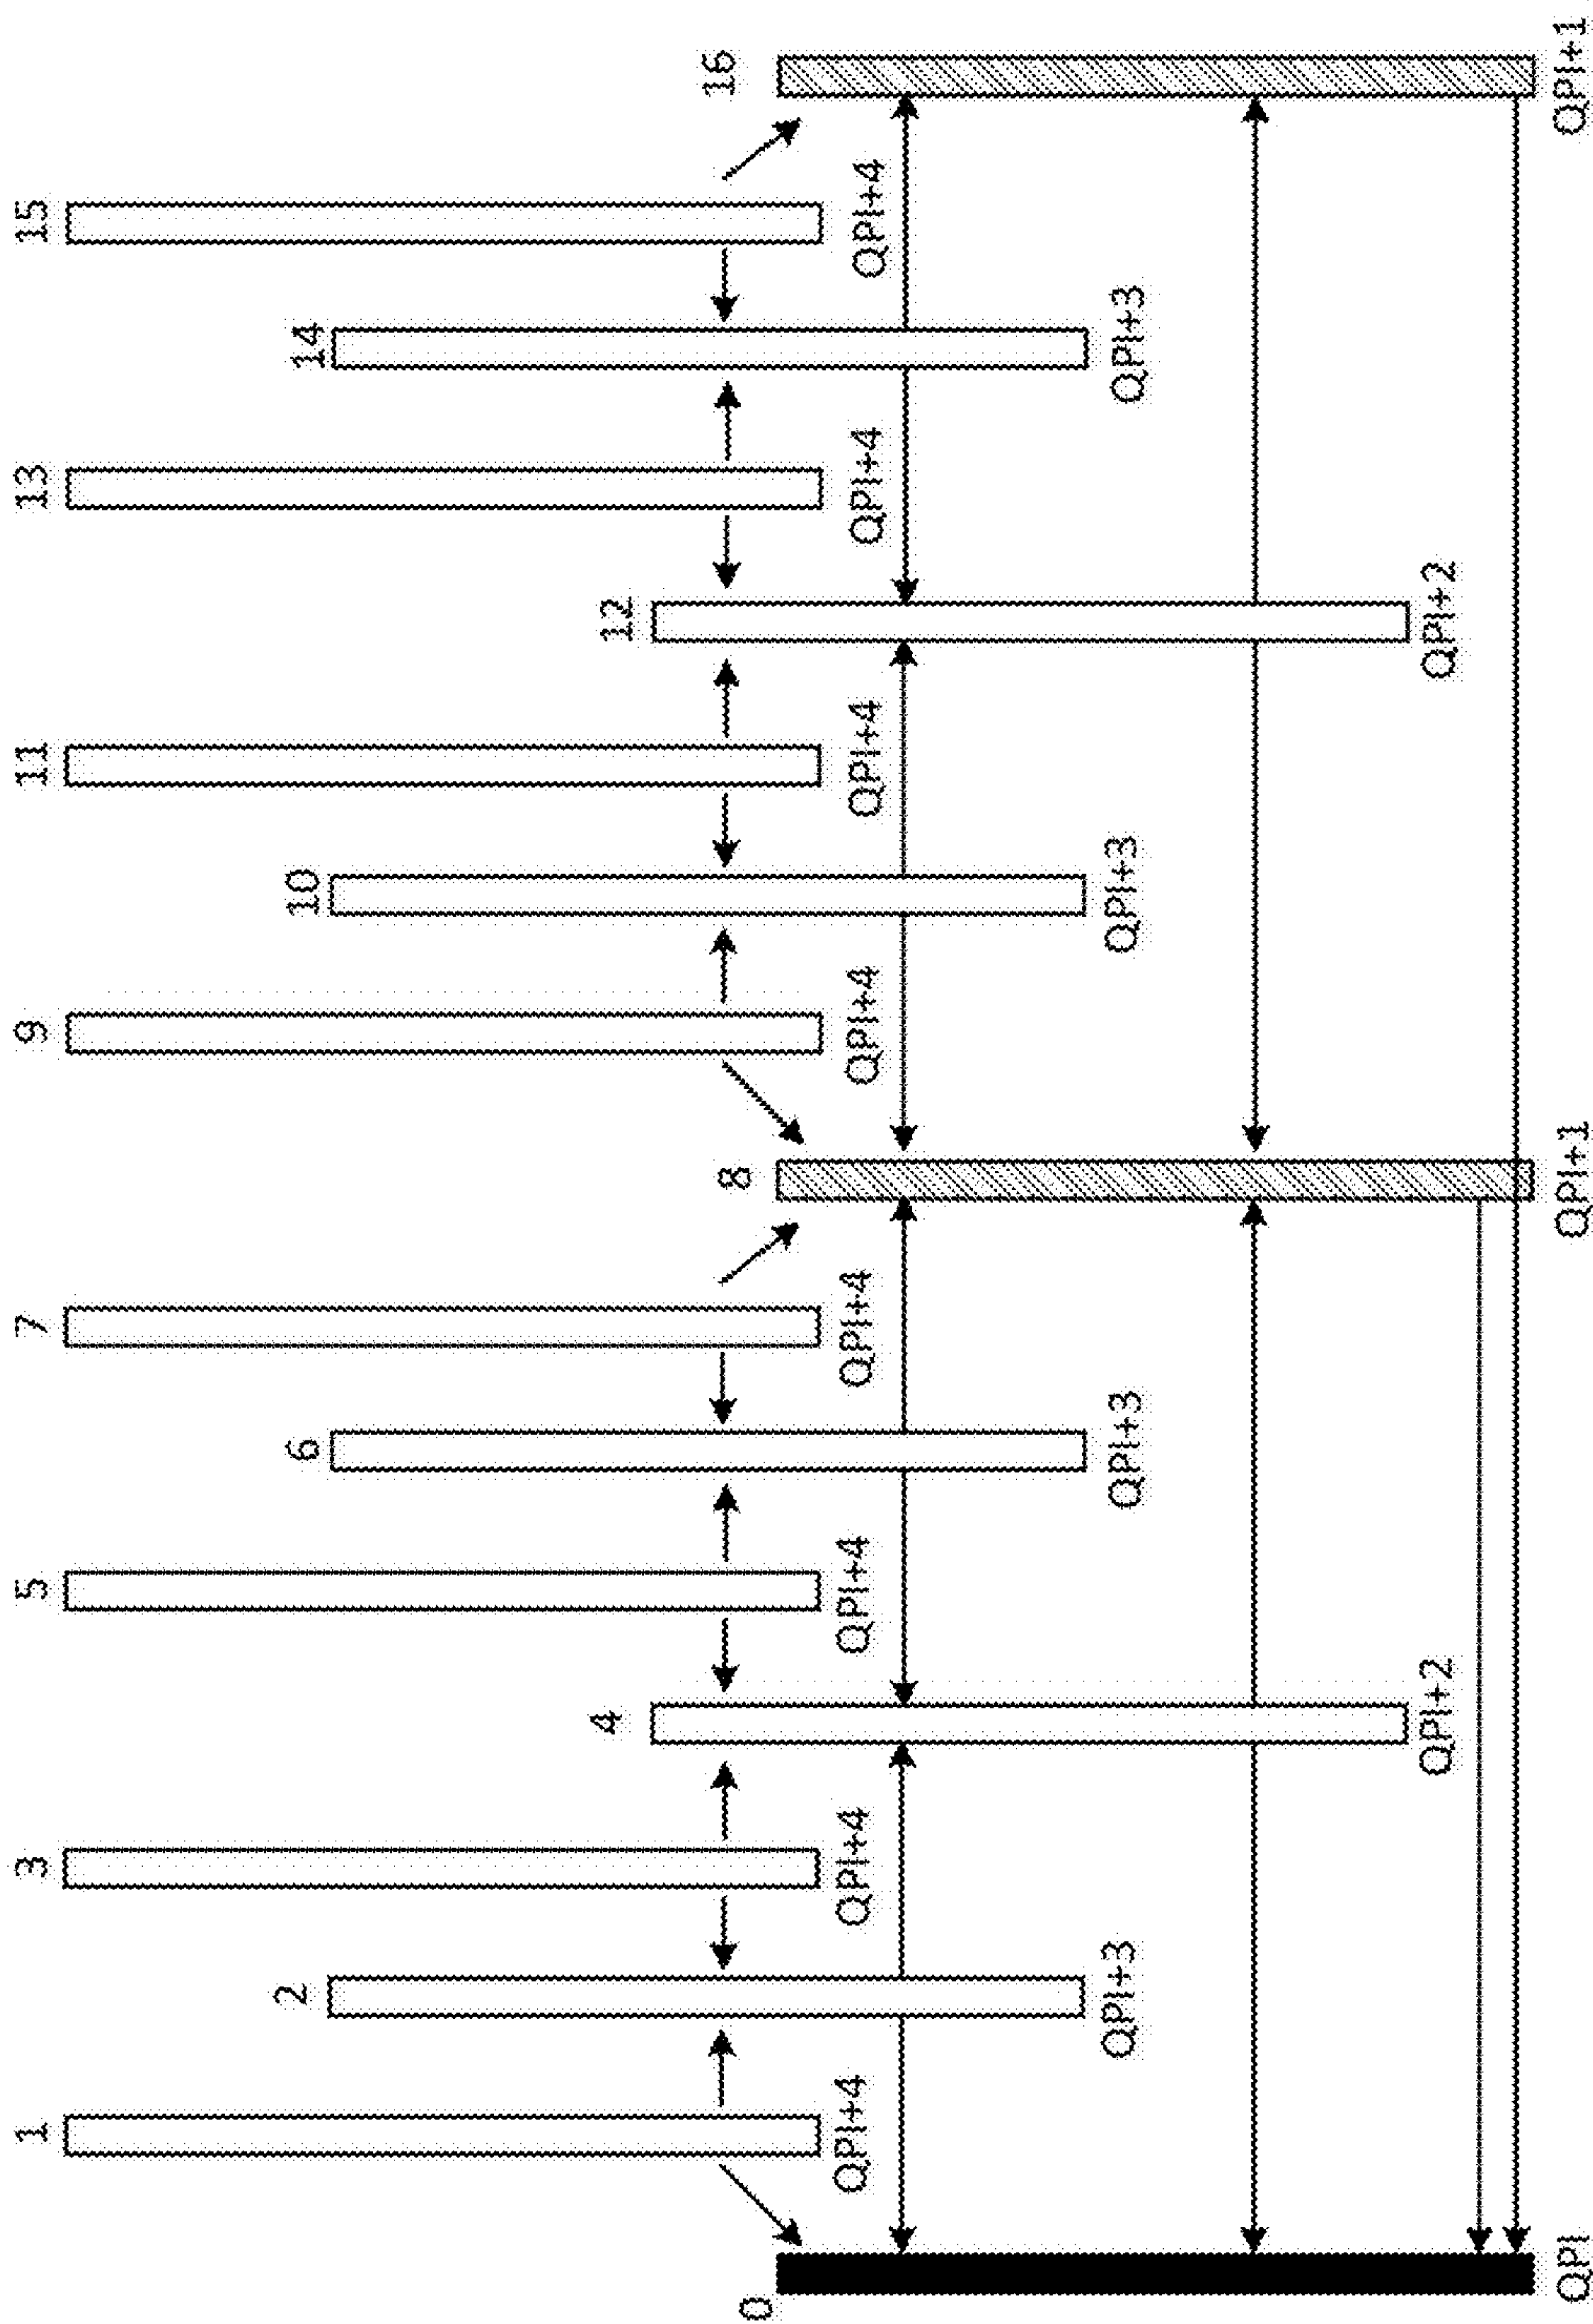 1 3 5 7 9 11 13 15
2 6 10 14
4 12
0 8 16
QPI+4 QPI+4 QPI+4 QPI+4 QPI+4 QPI+4 QPI+4 QPI+4
QPI+3 QPI+3 QPI+3 QPI+3
QPI+2 QPI+2
QPI QPI+1 QPI+1